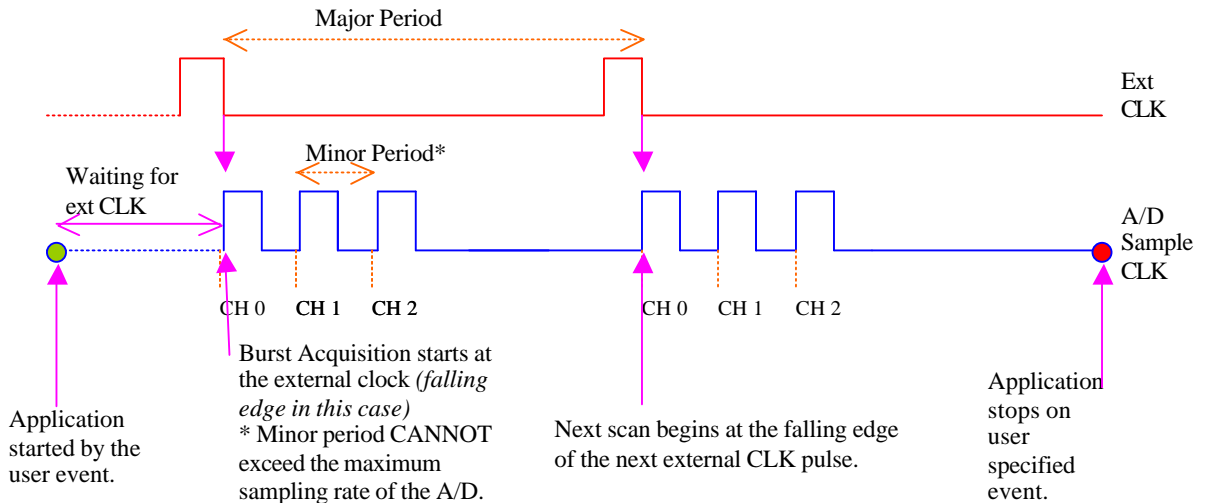 Major Period
Ext
CLK
Minor Period*
Waiting for
ext CLK
A/D
Sample
CLK
CH 0
CH 1
CH 2
CH 0
CH 1
CH 2
Burst Acquisition starts at
the external clock (falling
edge in this case)
* Minor period CANNOT
exceed the maximum
sampling rate of the A/D.
Application
started by the
user event.
Next scan begins at the falling edge
of the next external CLK pulse.
Application
stops on
user
specified
event.